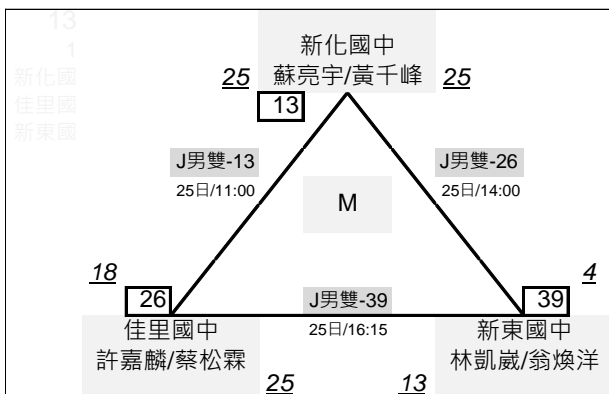 13
1
新化國
佳里國
新東國
新化國中
蘇亮宇/黃千峰
25
25
13
J男雙-13
25日/11:00
J男雙-26
25日/14:00
M
18
4
26
39
J男雙-39
25日/16:15
佳里國中
許嘉麟/蔡松霖
新東國中
林凱崴/翁煥洋
25
13